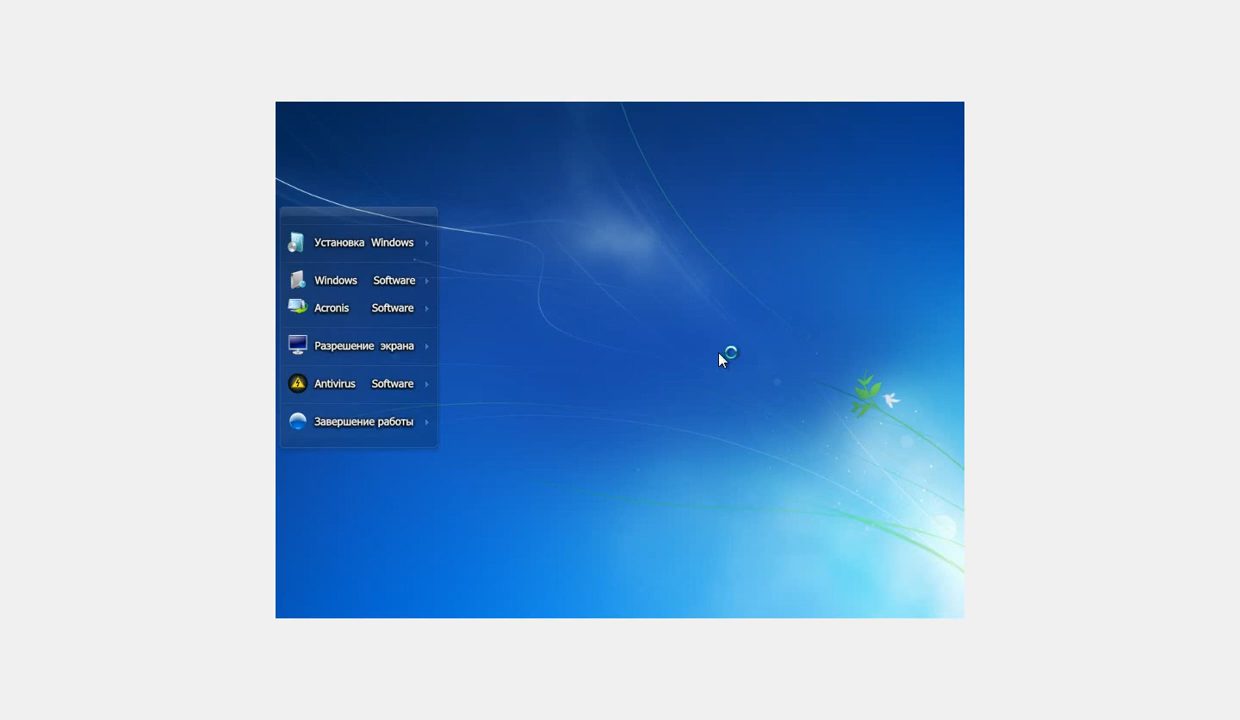 Установка Windows
Windows Software
Acronis Software
Разрешение экрана
Antivirus Software
Завершение работы